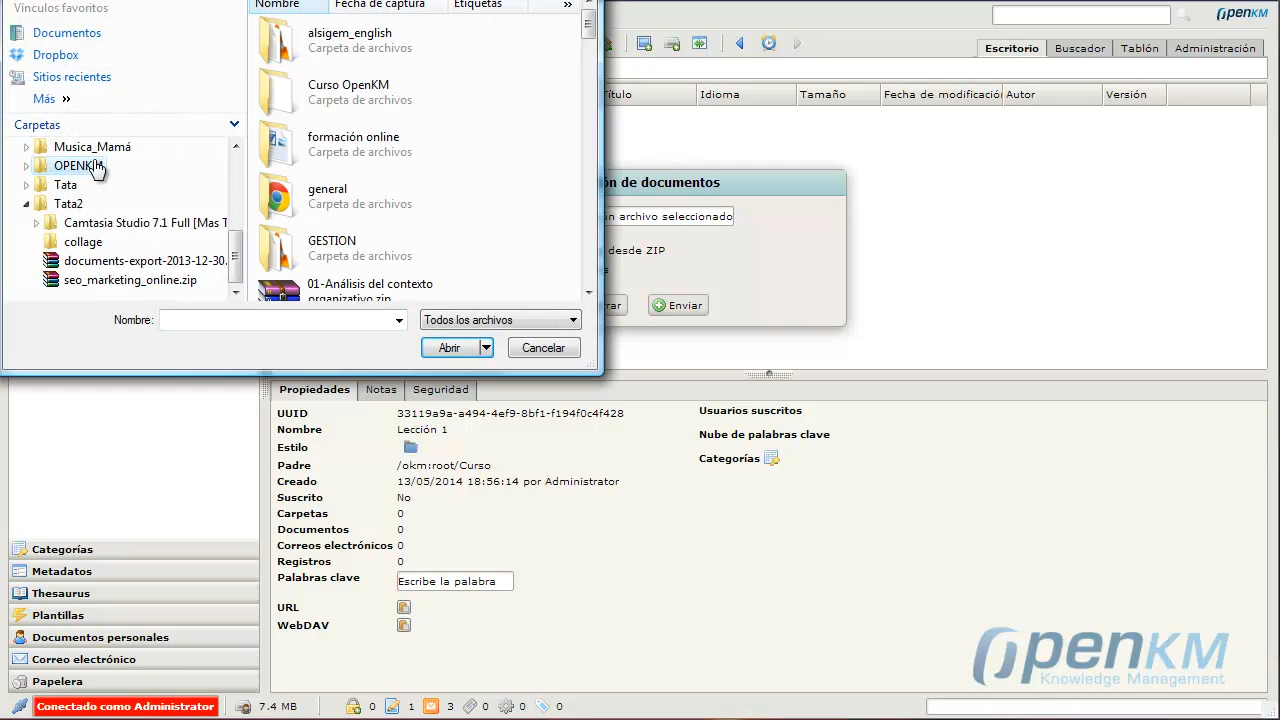 Vínculos favoritos
Documentos
Dropbox
Sitios recientes
Más »
Carpetas
Musica_Mamá
OPENKM
Tata
Tata2
Camtasia Studio 7.1 Full [Mas T
collage
documents-export-2013-12-30.
seo_marketing_online.zip
Nombre
Fecha de captura
Etiquetas
»
alsigem_english
Carpeta de archivos
Curso OpenKM
Carpeta de archivos
formación online
Carpeta de archivos
general
Carpeta de archivos
GESTION
Carpeta de archivos
01-Análisis del contexto
organizativo.zip
Nombre:
Todos los archivos
Abrir
Cancelar
OpenKM
Escritorio
Buscador
Tablón
Administración
Título
Idioma
Tamaño
Fecha de modificació
Autor
Versión
ón de documentos
ún archivo seleccionado
desde ZIP
rar
Enviar
Propiedades
Notas
Seguridad
UUID 33119a9a-a494-4ef9-8bf1-f194f0c4f428
Nombre Lección 1
Estilo
Padre /okm:root/Curso
Creado 13/05/2014 18:56:14 por Administrator
Suscrito No
Carpetas 0
Documentos 0
Correos electrónicos 0
Registros 0
Palabras clave Escribe la palabra
URL
WebDAV
Usuarios suscritos
Nube de palabras clave
Categorías
Categorías
Metadatos
Thesaurus
Plantillas
Documentos personales
Correo electrónico
Papelera
OpenKM
Knowledge Management
Conectado como Administrator
7.4 MB
0
1
3
0
0
0